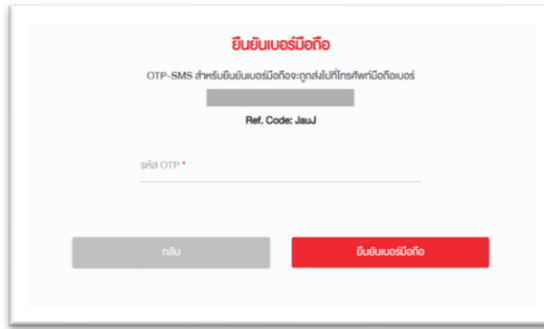 ยืนยันเบอร์มือถือ
OTP-SMS สำหรับยืนยันเบอร์มือถือจะถูกส่งไปที่โทรศัพท์มือถือเบอร์
Ref. Code: JauJ
รหัส OTP *
กลับ
ยืนยันเบอร์มือถือ